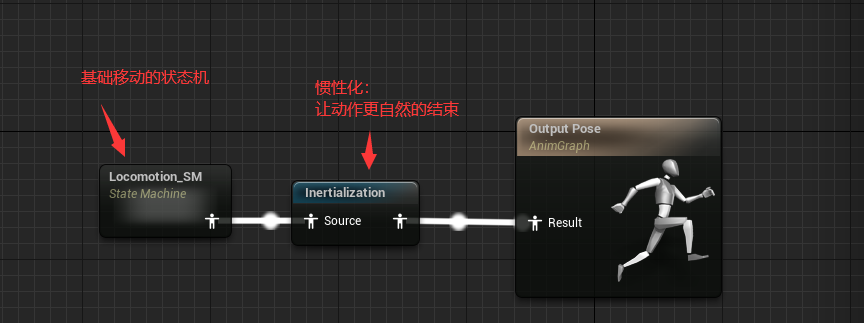 基础移动的状态机
惯性化：
让动作更自然的结束
Output Pose
AnimGraph
Locomotion_SM
State Machine
Inertialization
Source
Result